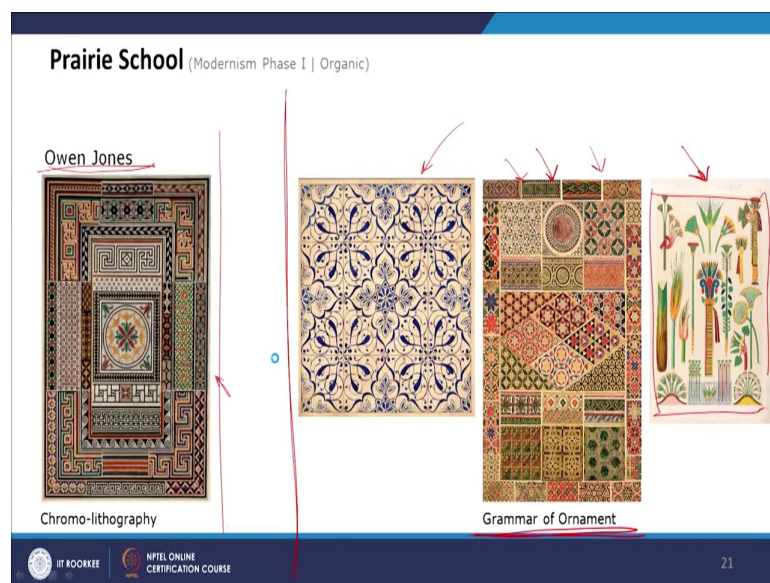 Prairie School (Modernism Phase I | Organic)
Owen Jones
Chromo-lithography
Grammar of Ornament
IIT ROORKEE
NPTEL ONLINE
CERTIFICATION COURSE
21